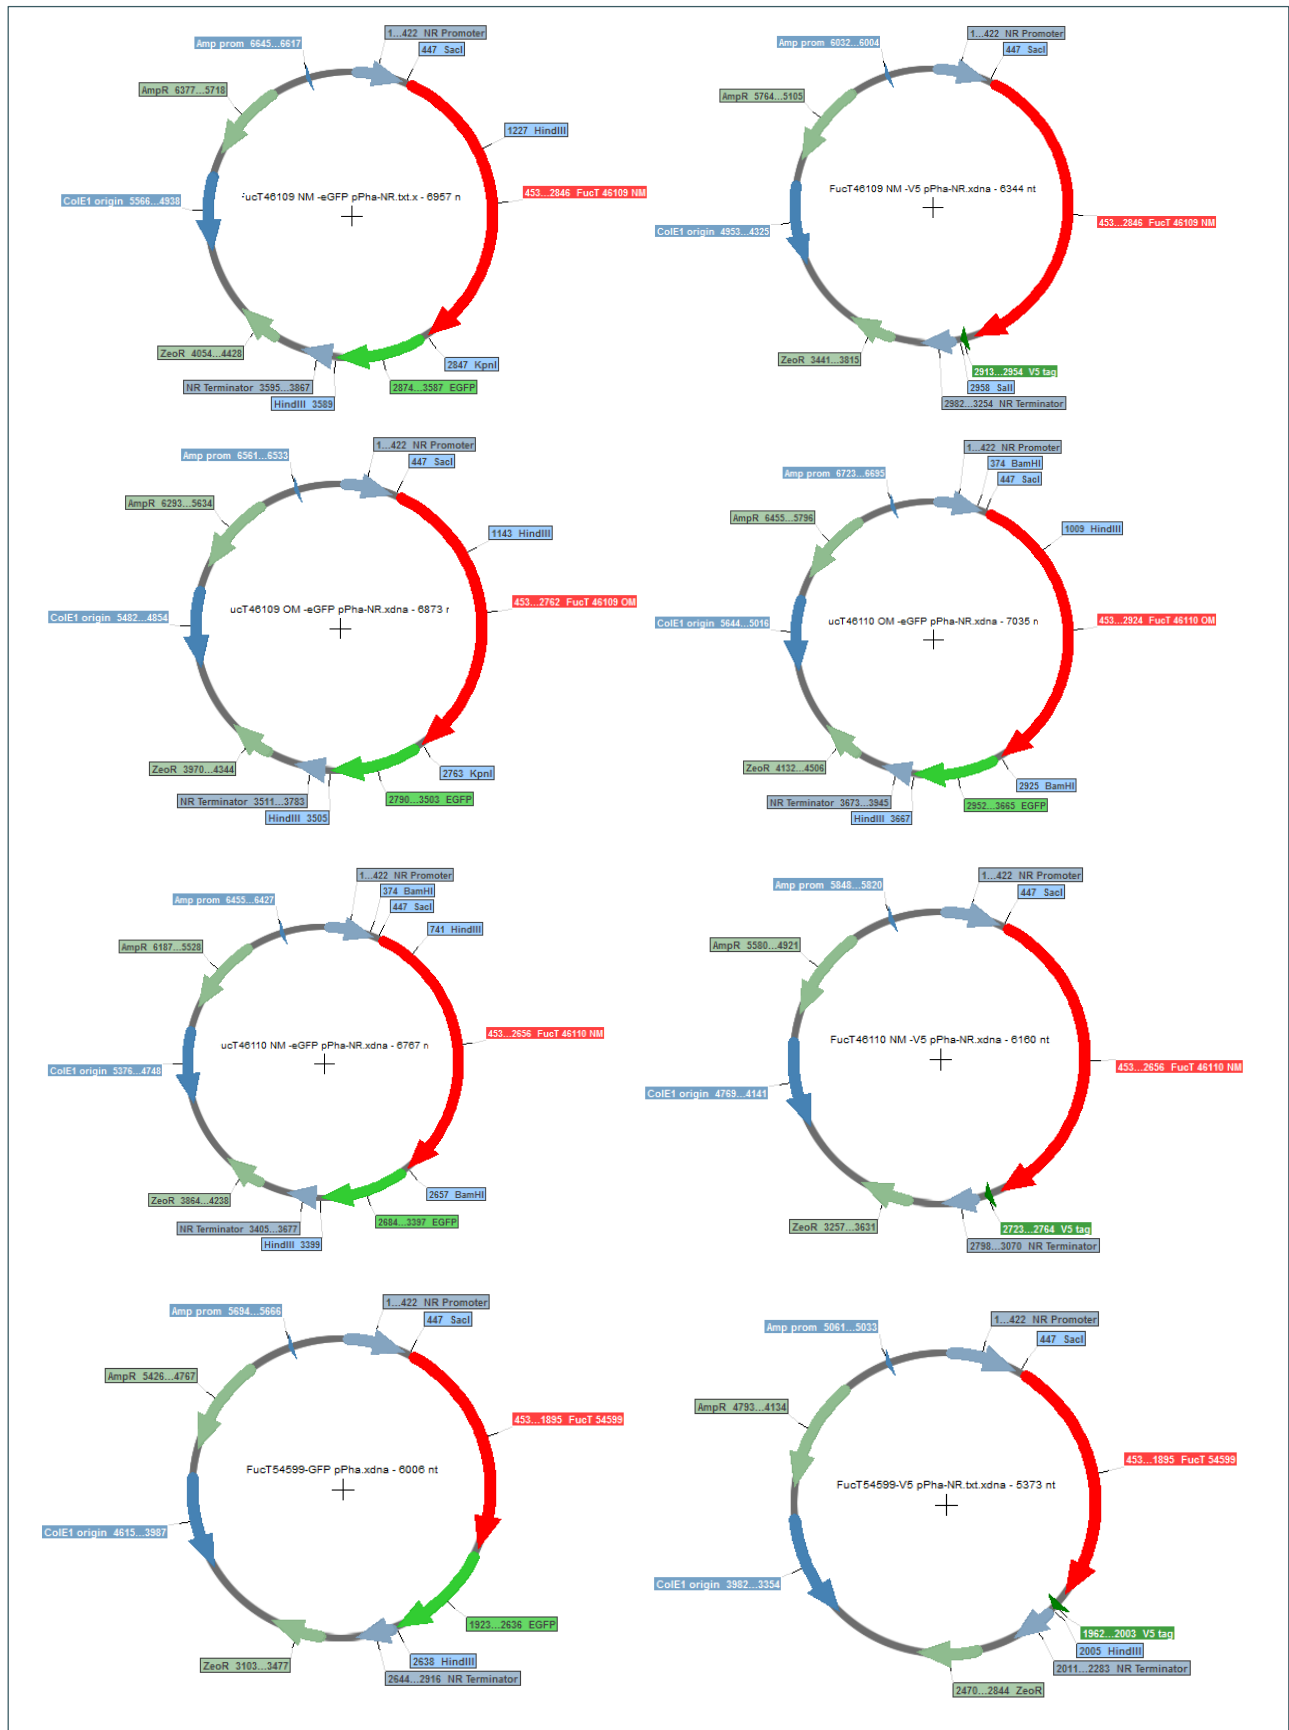 1...422 NR Promoter
Amp prom 6645...6617
447 SacI
AmpR 6377...5718
1227 HindIII
FucT46109 NM -eGFP pPha-NR.txt.x - 6957 n
453...2846 FucT 46109 NM
ColE1 origin 5566...4938
ZeoR 4054...4428
2847 KpnI
NR Terminator 3595...3867
2874...3587 EGFP
HindIII 3589
1...422 NR Promoter
Amp prom 6032...6004
447 SacI
AmpR 5764...5105
FucT46109 NM -V5 pPha-NR.xdna - 6344 nt
453...2846 FucT 46109 NM
ColE1 origin 4953...4325
ZeoR 3441...3815
2913...2954 V5 tag
2958 SalI
2982...3254 NR Terminator
1...422 NR Promoter
Amp prom 6561...6533
447 SacI
AmpR 6293...5634
1143 HindIII
ucT46109 OM -eGFP pPha-NR.xdna - 6873 r
453...2762 FucT 46109 OM
ColE1 origin 5482...4854
ZeoR 3970...4344
2763 KpnI
NR Terminator 3511...3783
2790...3503 EGFP
HindIII 3505
1...422 NR Promoter
374 BamHI
Amp prom 6723...6695
447 SacI
AmpR 6455...5796
1009 HindIII
ucT46110 OM -eGFP pPha-NR.xdna - 7035 n
453...2924 FucT 46110 OM
ColE1 origin 5644...5016
ZeoR 4132...4506
2925 BamHI
NR Terminator 3673...3945
2952...3665 EGFP
HindIII 3667
1...422 NR Promoter
374 BamHI
Amp prom 6455...6427
447 SacI
741 HindIII
AmpR 6187...5528
ucT46110 NM -eGFP pPha-NR.xdna - 6767 n
453...2656 FucT 46110 NM
ColE1 origin 5376...4748
ZeoR 3864...4238
2657 BamHI
NR Terminator 3405...3677
2684...3397 EGFP
HindIII 3399
1...422 NR Promoter
Amp prom 5848...5820
447 SacI
AmpR 5580...4921
FucT46110 NM -V5 pPha-NR.xdna - 6160 nt
453...2656 FucT 46110 NM
ColE1 origin 4769...4141
ZeoR 3257...3631
2723...2764 V5 tag
2798...3070 NR Terminator
1...422 NR Promoter
Amp prom 5694...5666
447 SacI
AmpR 5426...4767
453...1895 FucT 54599
FucT54599-GFP pPha.xdna - 6006 nt
ColE1 origin 4615...3987
1923...2636 EGFP
ZeoR 3103...3477
2638 HindIII
2644...2916 NR Terminator
1...422 NR Promoter
Amp prom 5061...5033
447 SacI
AmpR 4793...4134
453...1895 FucT 54599
FucT54599-V5 pPha-NR.txt.xdna - 5373 nt
ColE1 origin 3982...3354
1962...2003 V5 tag
2005 HindIII
2011...2283 NR Terminator
2470...2844 ZeoR